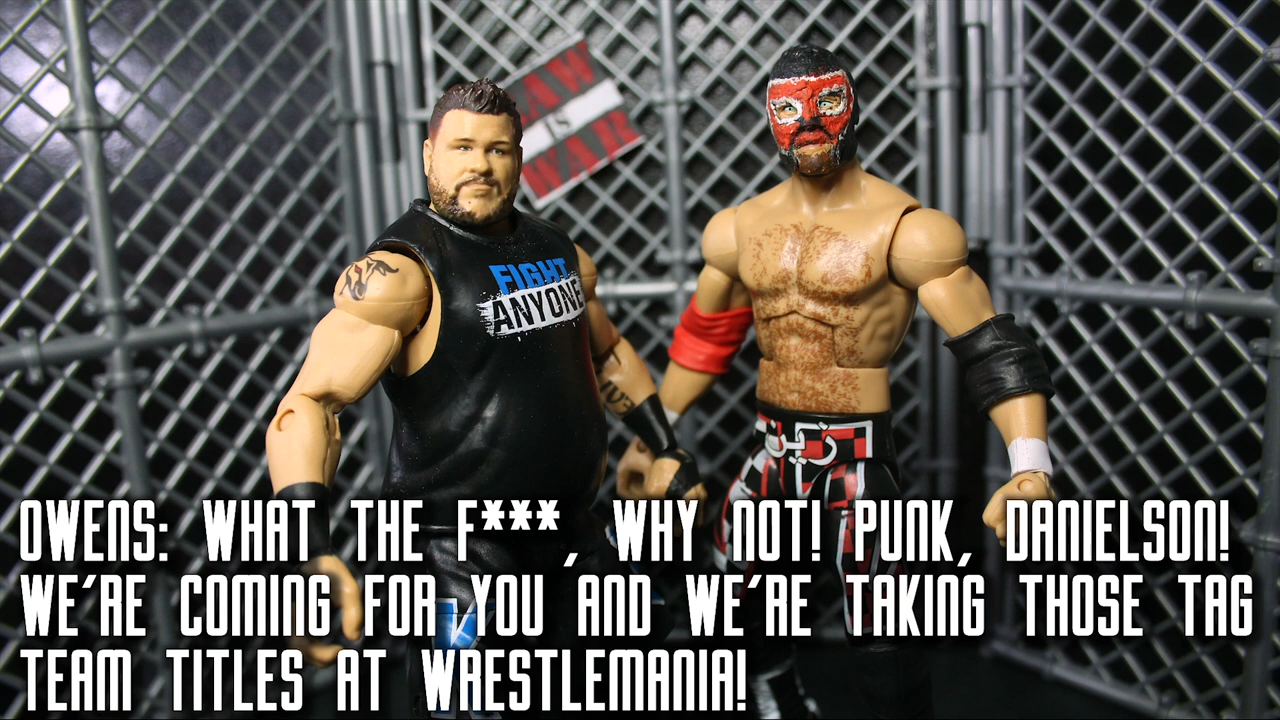 RAW
IS
WAR
FIGHT
ANYONE
زين
OWENS: WHAT THE F***, WHY NOT! PUNK, DANIELSON!
WE'RE COMING FOR YOU AND WE'RE TAKING THOSE TAG
TEAM TITLES AT WRESTLEMANIA!